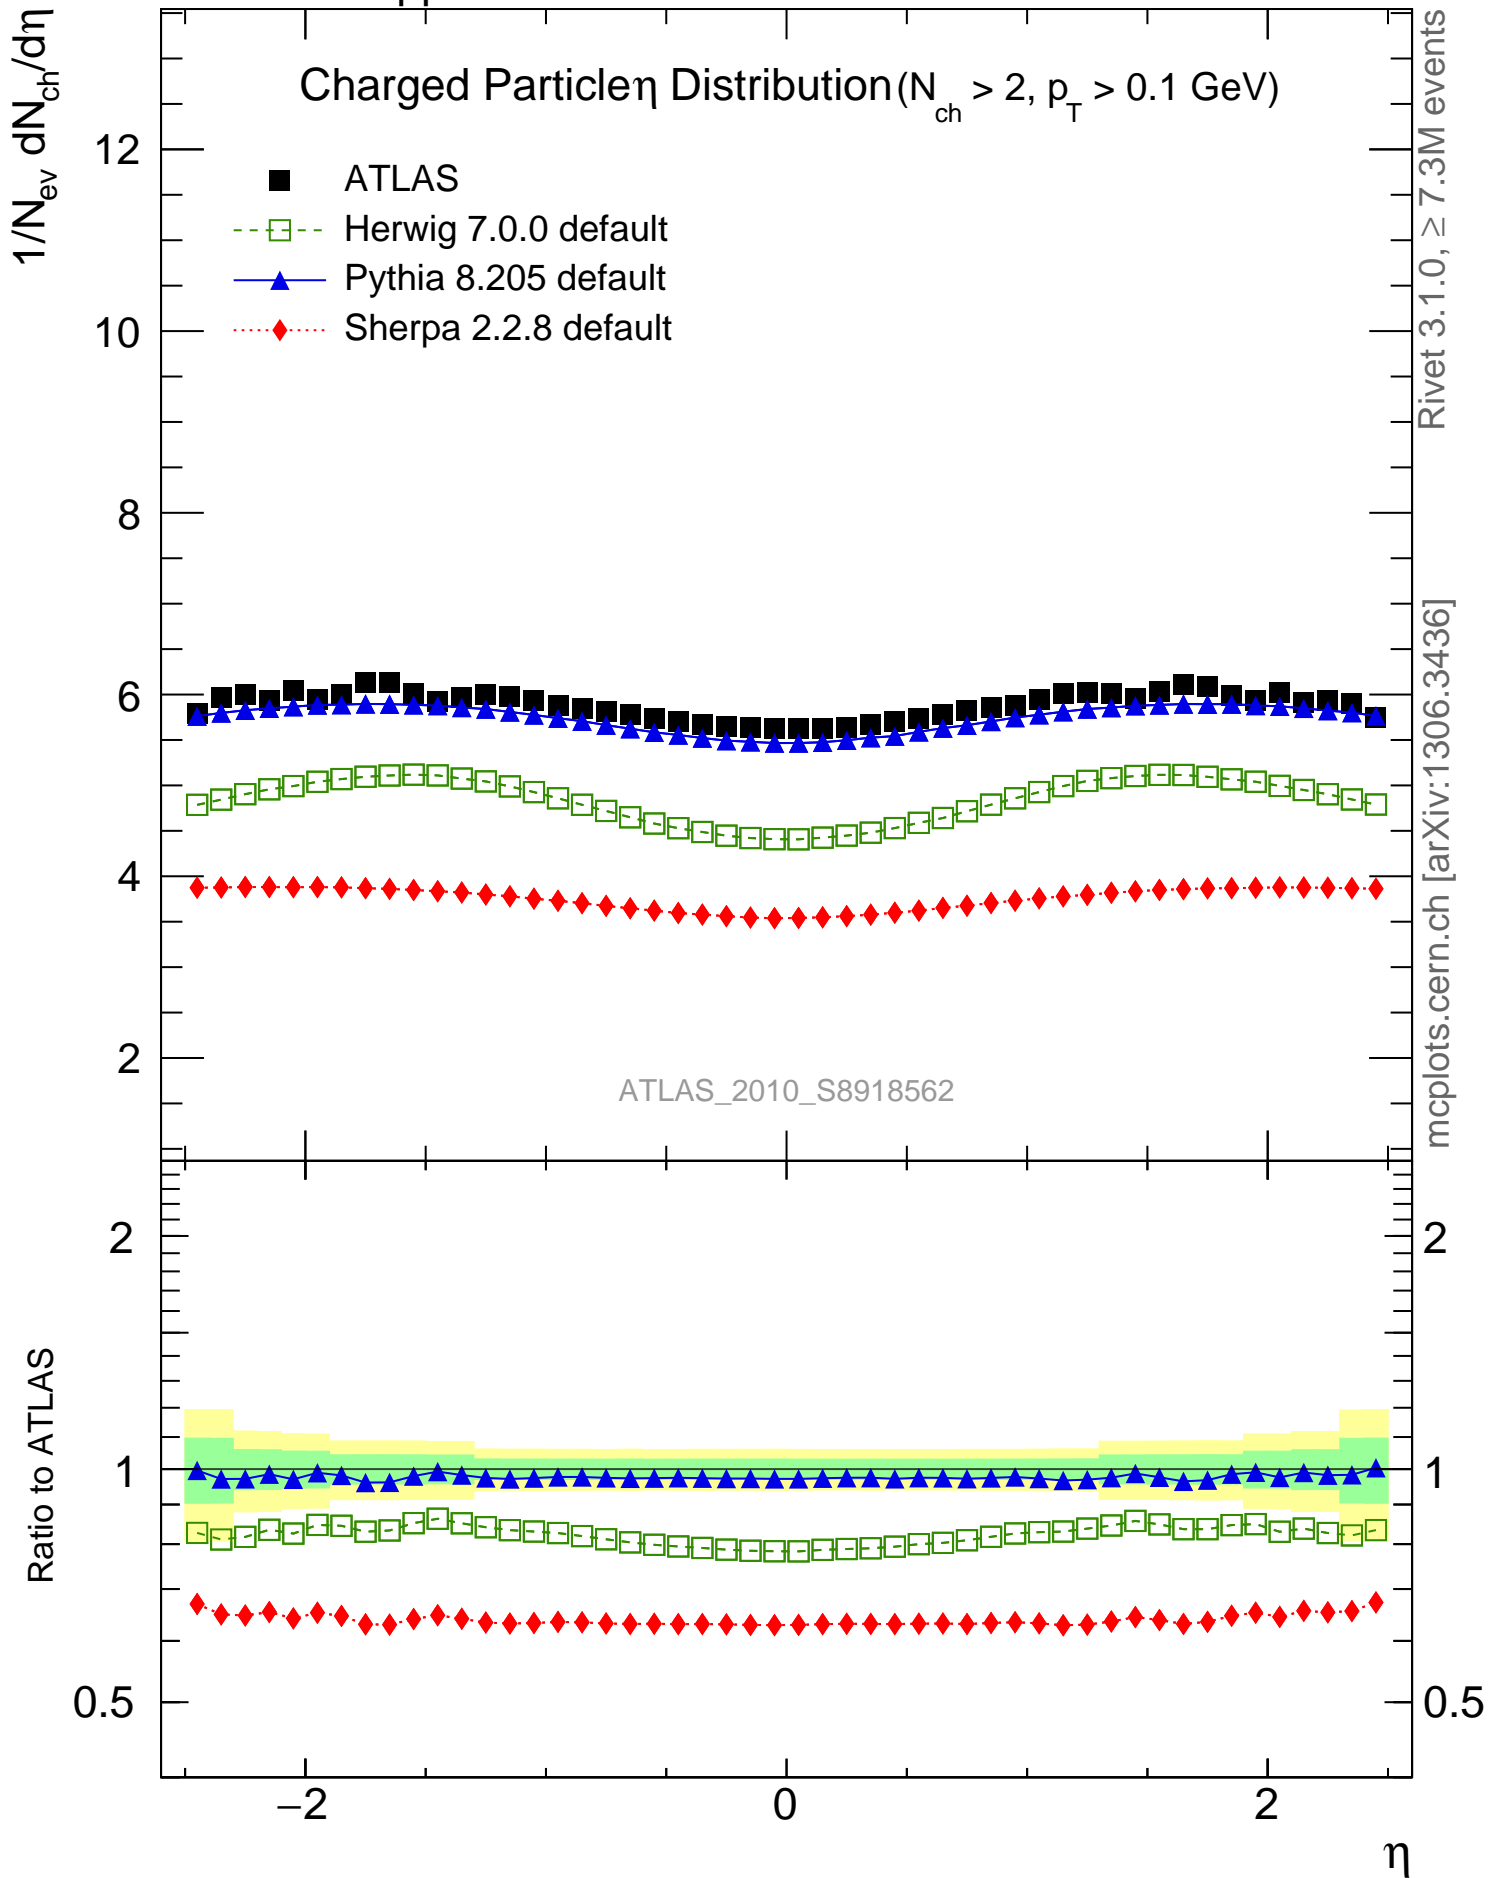 pp
1/N_ev dN_ch/dη
Charged Particleη Distribution(N_ch > 2, p_T > 0.1 GeV)
ATLAS
Herwig 7.0.0 default
Pythia 8.205 default
Sherpa 2.2.8 default
12
10
8
6
4
2
ATLAS_2010_S8918562
Rivet 3.1.0, ≥ 7.3M events
mcplots.cern.ch [arXiv:1306.3436]
Ratio to ATLAS
2
1
0.5
2
1
0.5
−2
0
2
η